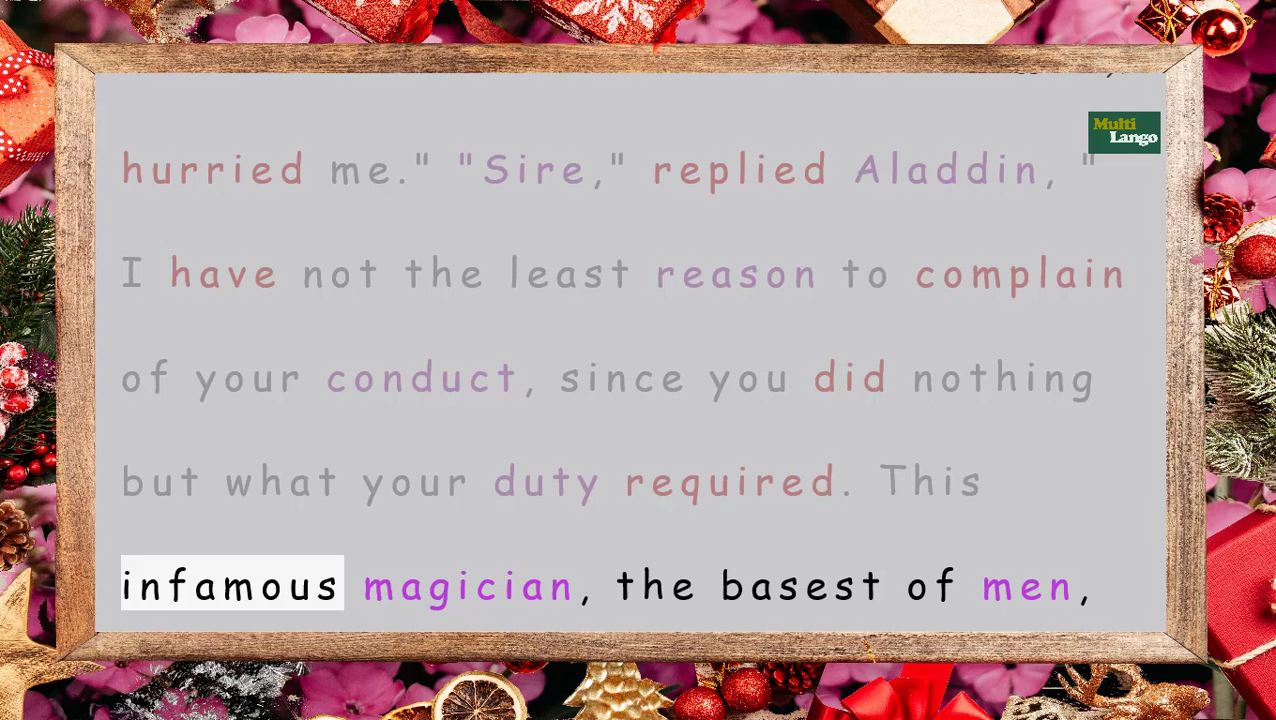 Multi
Lango
hurried me." "Sire," replied Aladdin, "
I have not the least reason to complain
of your conduct, since you did nothing
but what your duty required. This
infamous magician, the basest of men,